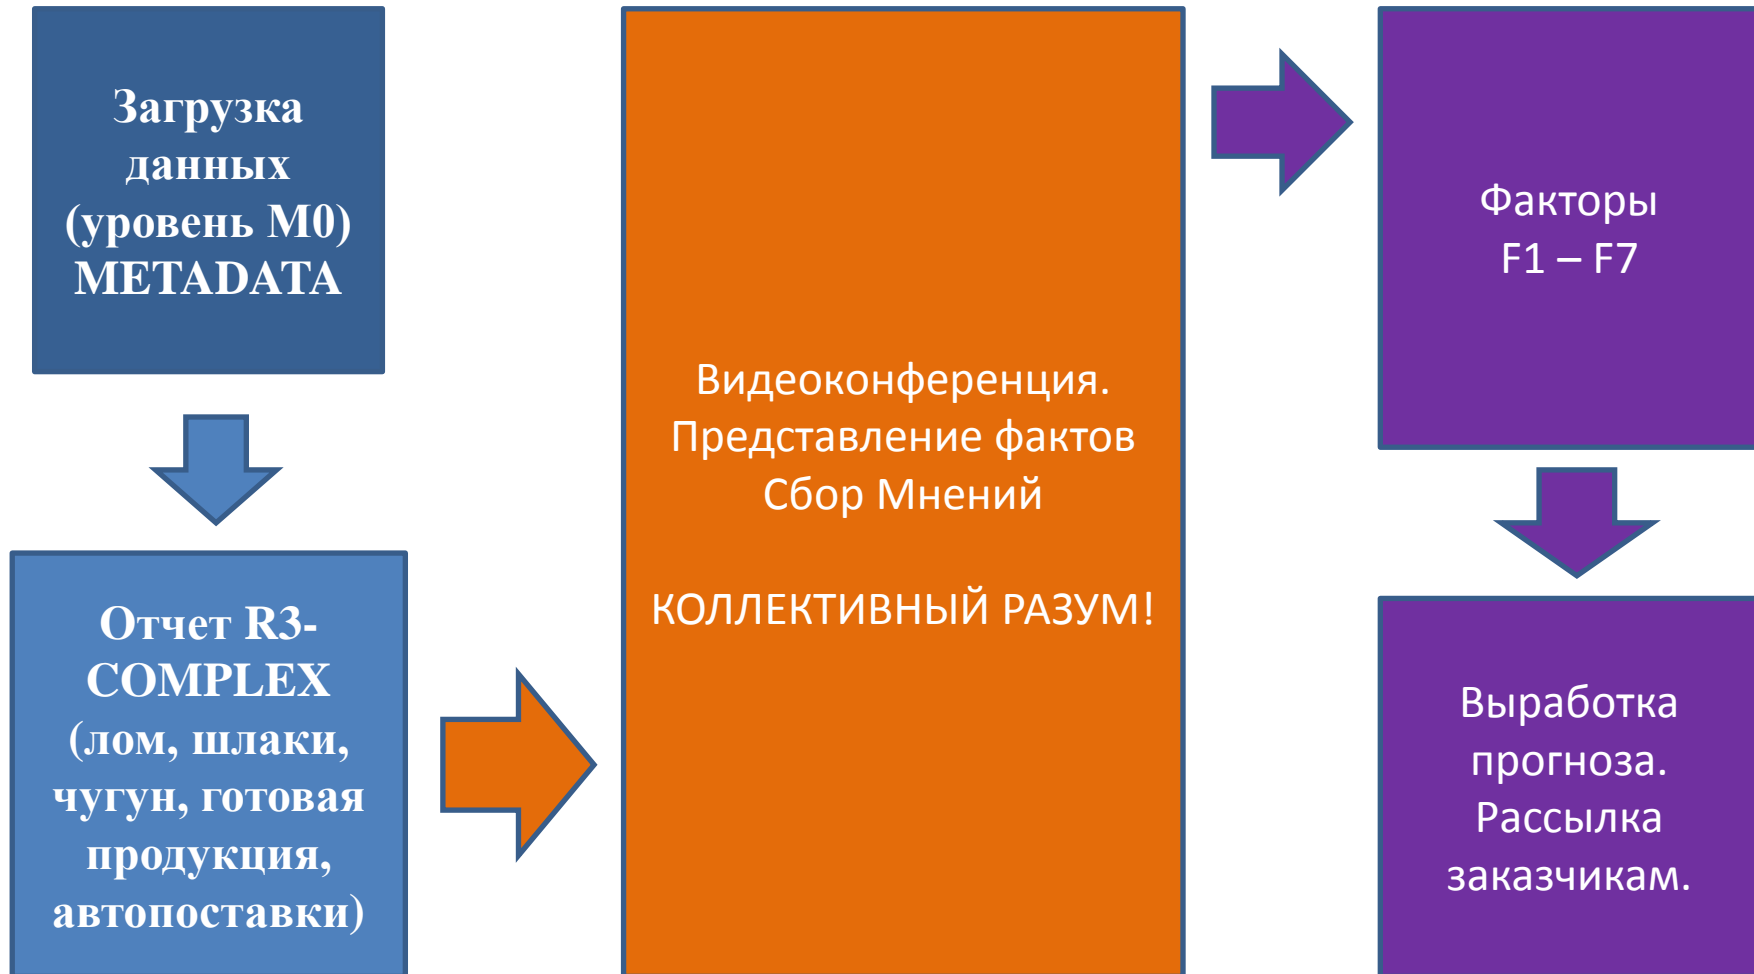 Загрузка
данных
(уровень М0)
METADATA
Отчет R3-
COMPLEX
(лом, шлаки,
чугун, готовая
продукция,
автопоставки)
Видеоконференция.
Представление фактов
Сбор Мнений
КОЛЛЕКТИВНЫЙ РАЗУМ!
Факторы
F1 – F7
Выработка
прогноза.
Рассылка
заказчикам.